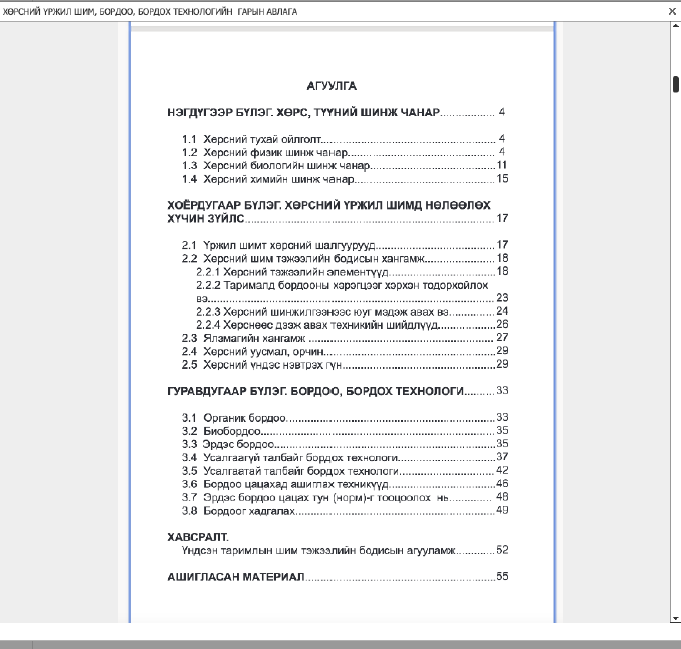 ХӨРСНИЙ ҮРЖИЛ ШИМ, БОРДОО, БОРДОХ ТЕХНОЛОГИЙН ГАРЫН АВЛАГА
АГУУЛГА
НЭГДҮГЭЭР БҮЛЭГ. ХӨРС, ТҮҮНИЙ ШИНЖ ЧАНАР................. 4
1.1 Хөрсний тухай ойлголт.................................................... 4
1.2 Хөрсний физик шинж чанар............................................ 4
1.3 Хөрсний биологийн шинж чанар.....................................11
1.4 Хөрсний химийн шинж чанар..........................................15
ХОЁРДУГААР БҮЛЭГ. ХӨРСНИЙ ҮРЖИЛ ШИМД НӨЛӨӨЛӨХ
ХҮЧИН ЗҮЙЛС..............................................................................17
2.1 Үржил шимт хөрсний шалгуурууд....................................17
2.2 Хөрсний шим тэжээлийн бодисын хангамж.....................18
2.2.1 Хөрсний тэжээлийн элементүүд................................18
2.2.2 Таримaлд бордооны хэрэгцээг хэрхэн тодорхойлох
вэ.........................................................................................23
2.2.3 Хөрсний шинжилгээнээс юуг мэдэж авах вэ..............24
2.2.4 Хөрснөөс дээж авах техникийн шийдлүүд.................26
2.3 Ялзмагийн хангамж ........................................................ 27
2.4 Хөрсний уусмал, орчин....................................................29
2.5 Хөрсний үндэс нэвтрэх гүн..............................................29
ГУРАВДУГААР БҮЛЭГ. БОРДОО, БОРДОХ ТЕХНОЛОГИ..........33
3.1 Органик бордоо................................................................33
3.2 Биобордоо.........................................................................35
3.3 Эрдэс бордоо....................................................................35
3.4 Усалгаагүй талбайг бордох технологи.............................37
3.5 Усалгаатай талбайг бордох технологи.............................42
3.6 Бордоо цацахад ашиглах техникүүд................................46
3.7 Эрдэс бордоо цацах тун (норм)-г тооцоолох нь.............. 48
3.8 Бордоог хадгалах..............................................................49
ХАВСРАЛТ.
Үндсэн таримлын шим тэжээлийн бодисын агууламж............52
АШИГЛАСАН МАТЕРИАЛ............................................................55